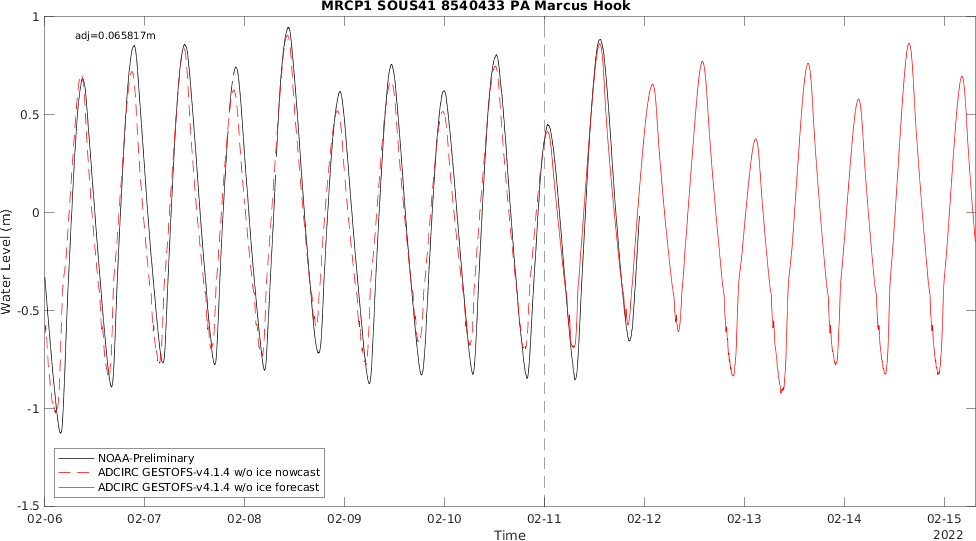 MRCP1 SOUS41 8540433 PA Marcus Hook
adj=0.065817m
Water Level (m)
1
0.5
0
-0.5
-1
-1.5
NOAA-Preliminary
ADCIRC GESTOFS-v4.1.4 w/o ice nowcast
ADCIRC GESTOFS-v4.1.4 w/o ice forecast
02-06 02-07 02-08 02-09 02-10 02-11 02-12 02-13 02-14 02-15
Time
2022